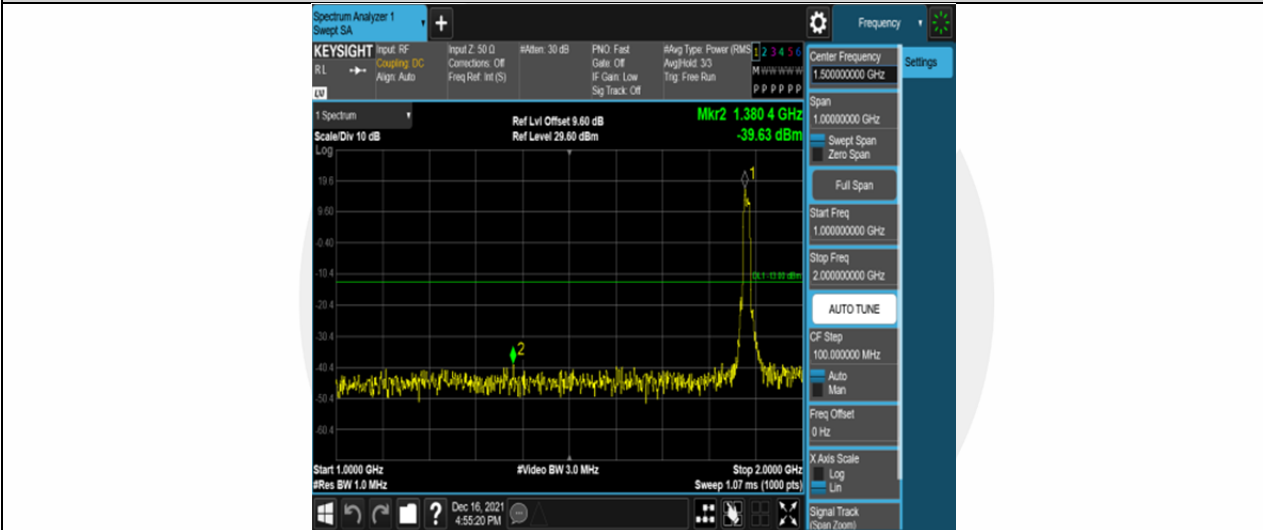 Spectrum Analyzer 1
Swept SA
+
Frequency
KEYSIGHT
Input: RF
Coupling: DC
Align: Auto
RL
LV
Input Z: 50 Ω
Corrections: Off
Freq Ref: Int (S)
#Atten: 30 dB
PNO: Fast
Gate: Off
IF Gain: Low
Sig Track: Off
#Avg Type: Power (RMS
Avg|Hold: 3/3
Trig: Free Run
1 2 3 4 5 6
M W W W W W
P P P P P P
Center Frequency
1.500000000 GHz
Settings
Span
1.00000000 GHz
Swept Span
Zero Span
Full Span
Start Freq
1.000000000 GHz
Stop Freq
2.000000000 GHz
AUTO TUNE
CF Step
100.000000 MHz
Auto
Man
Freq Offset
0 Hz
X Axis Scale
Log
Lin
Signal Track
(Span Zoom)
1 Spectrum
Scale/Div 10 dB
Ref Lvl Offset 9.60 dB
Ref Level 29.60 dBm
Mkr2 1.380 4 GHz
-39.63 dBm
Log
19.6
9.60
-0.40
-10.4
-20.4
-30.4
-40.4
-50.4
-60.4
1
2
DL1 -13.00 dBm
Start 1.0000 GHz
#Res BW 1.0 MHz
#Video BW 3.0 MHz
Stop 2.0000 GHz
Sweep 1.07 ms (1000 pts)
?
Dec 16, 2021
4:55:20 PM